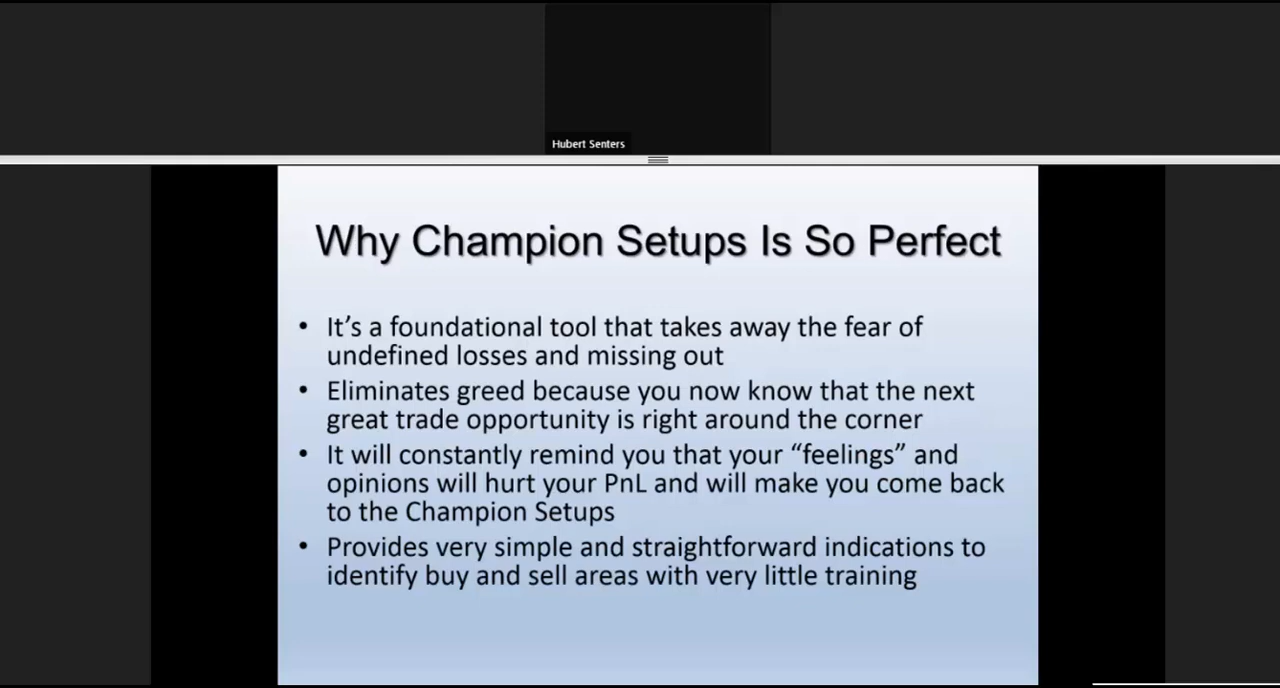 Hubert Senters
Why Champion Setups Is So Perfect
• It’s a foundational tool that takes away the fear of
undefined losses and missing out
• Eliminates greed because you now know that the next
great trade opportunity is right around the corner
• It will constantly remind you that your “feelings” and
opinions will hurt your PnL and will make you come back
to the Champion Setups
• Provides very simple and straightforward indications to
identify buy and sell areas with very little training